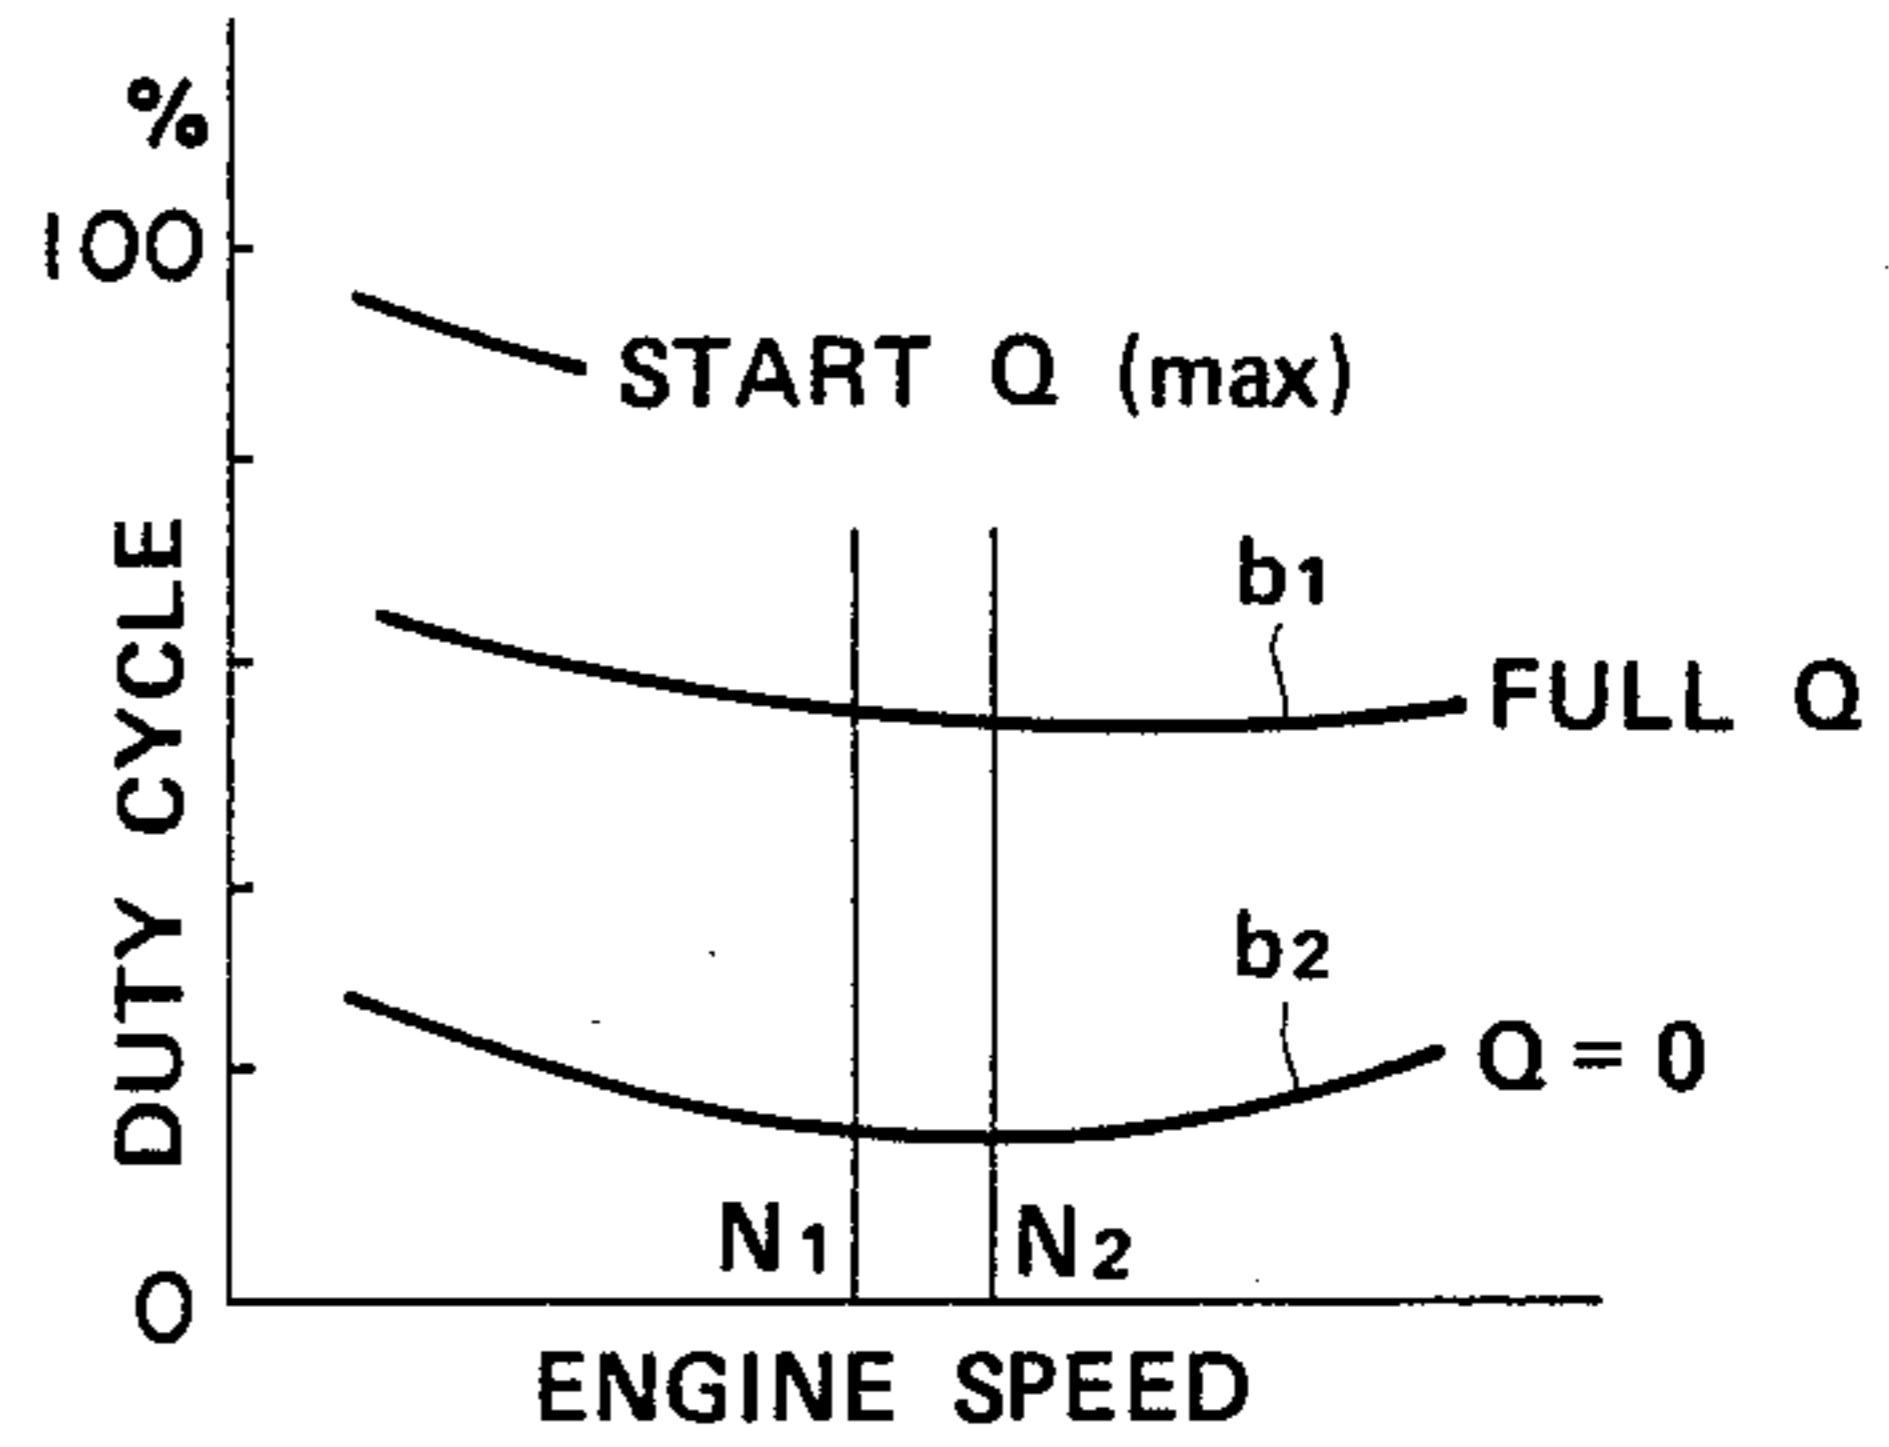 %
100
START Q (max)
b1
FULL Q
DUTY CYCLE
b2
Q = 0
N1
N2
0
ENGINE SPEED